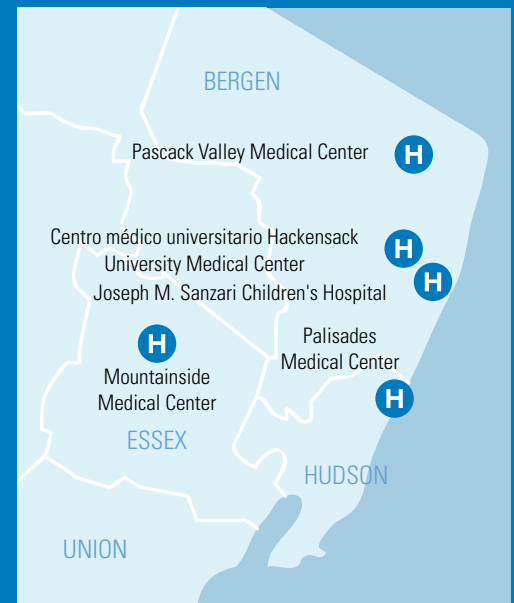 BERGEN
Pascack Valley Medical Center
H
Centro médico universitario Hackensack
University Medical Center
H
Joseph M. Sanzari Children's Hospital
H
H
Mountainside
Medical Center
Palisades
Medical Center
H
ESSEX
HUDSON
UNION